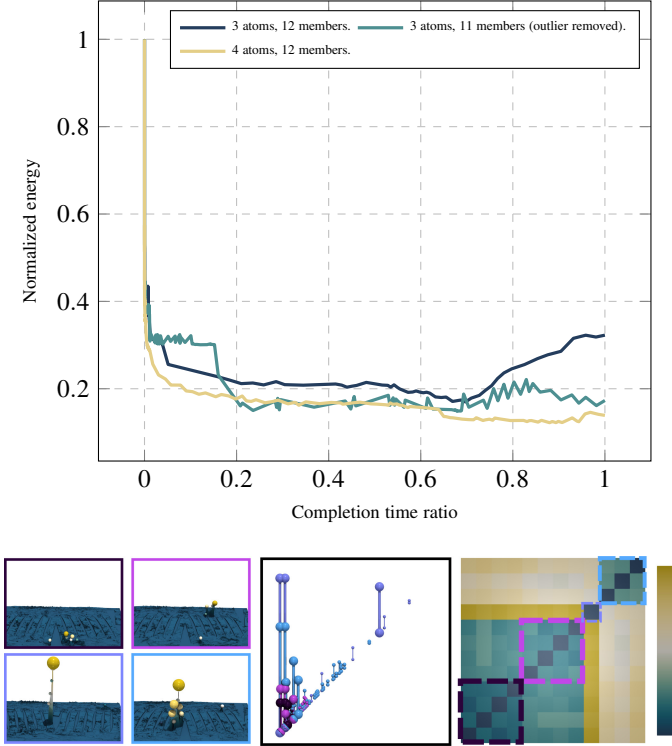 3 atoms, 12 members.
3 atoms, 11 members (outlier removed).
4 atoms, 12 members.
1
0.8
0.6
0.4
0.2
Normalized energy
0
0.2
0.4
0.6
0.8
1
Completion time ratio